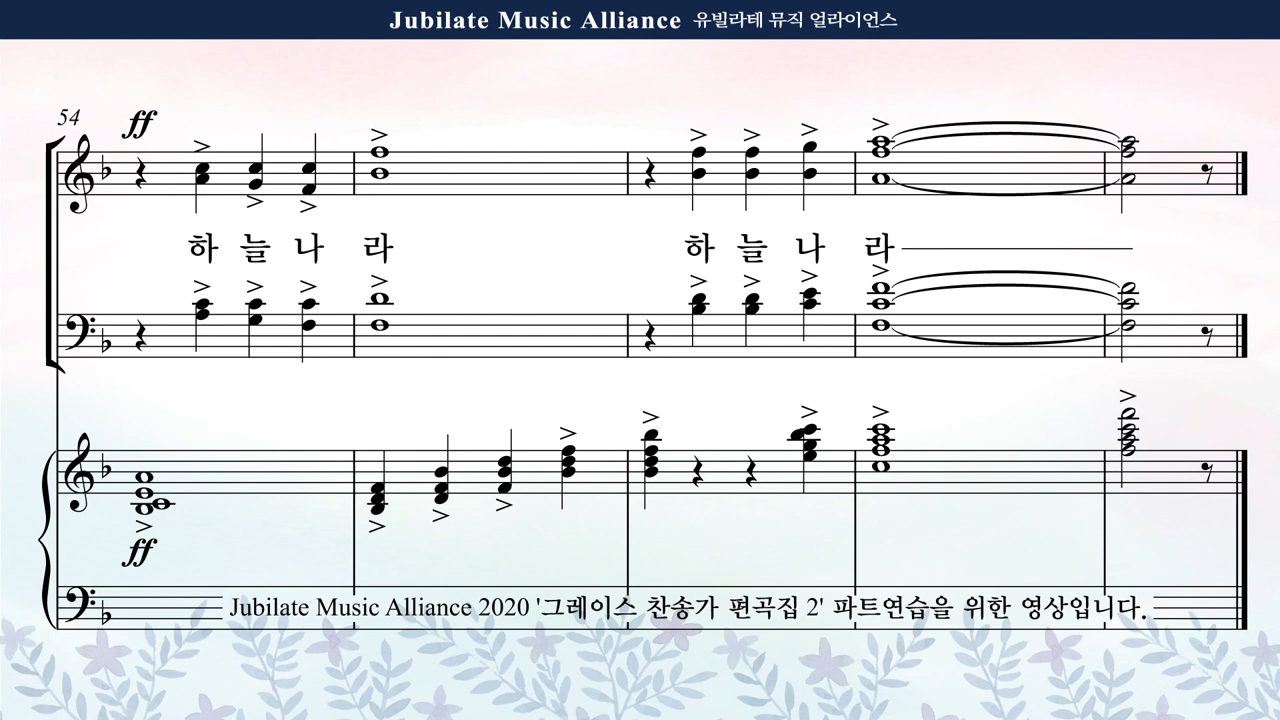 Jubilate Music Alliance 유빌라테 뮤직 얼라이언스
54
ff
하 늘 나 라 하 늘 나 라
ff
Jubilate Music Alliance 2020 '그레이스 찬송가 편곡집 2' 파트연습을 위한 영상입니다.